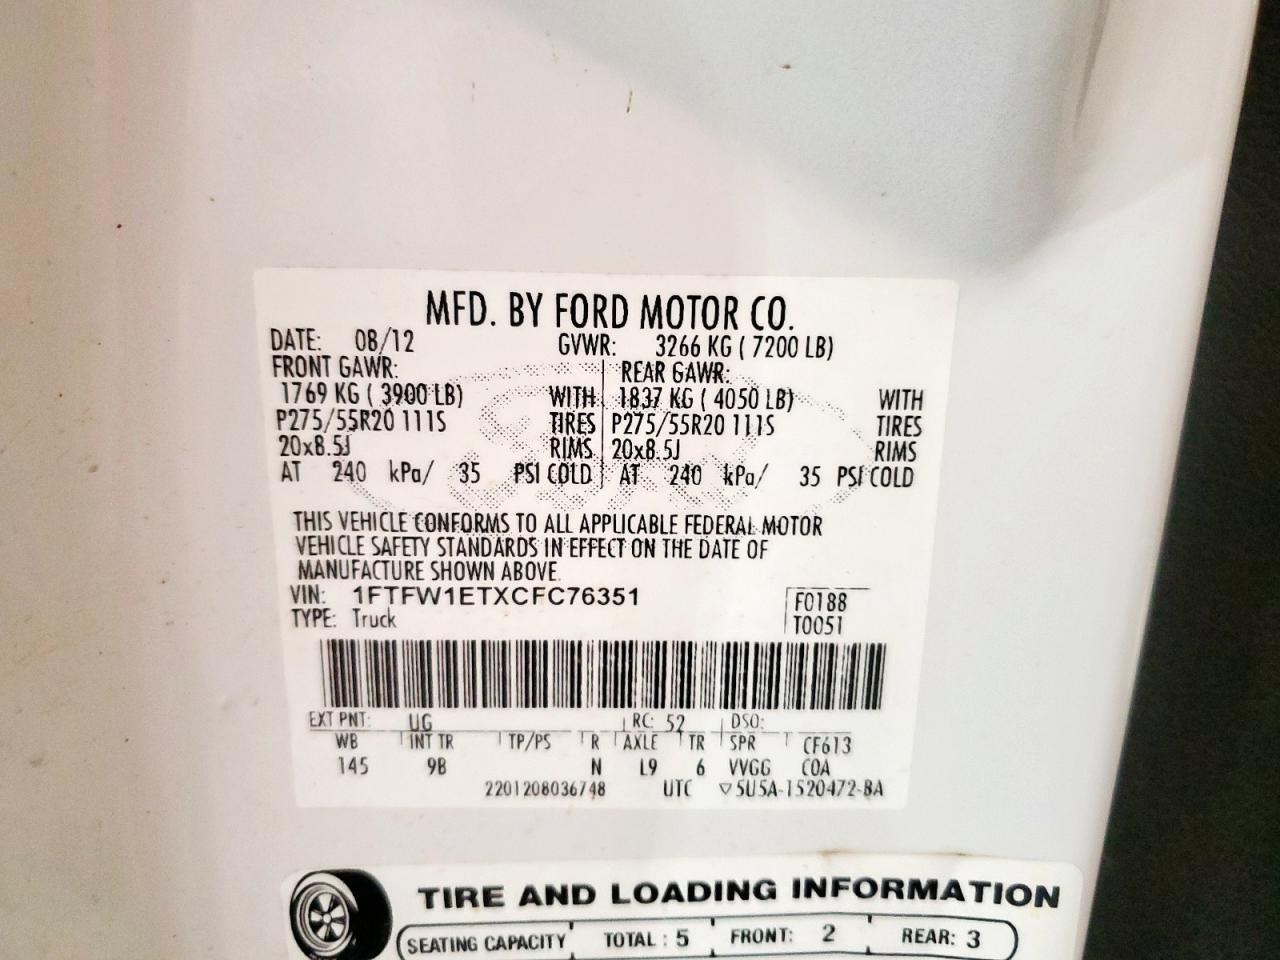 MFD. BY FORD MOTOR CO.
DATE: 08/12 GVWR: 3266 KG ( 7200 LB)
FRONT GAWR: REAR GAWR:
1769 KG ( 3900 LB) WITH 1837 KG ( 4050 LB) WITH
P275/55R20 111S TIRES P275/55R20 111S TIRES
20x8.5J RIMS 20x8.5J RIMS
AT 240 kPa/ 35 PSI COLD AT 240 kPa/ 35 PSI COLD
THIS VEHICLE CONFORMS TO ALL APPLICABLE FEDERAL MOTOR
VEHICLE SAFETY STANDARDS IN EFFECT ON THE DATE OF
MANUFACTURE SHOWN ABOVE.
VIN: 1FTFW1ETXCFC76351 F0188
TYPE: Truck T0051
EXT PNT: UG RC: 52 DSO:
WB INT TR TP/PS R AXLE TR SPR CF613
145 9B N L9 6 VVGG COA
2201208036748 UTC ▽5U5A-1520472-BA
TIRE AND LOADING INFORMATION
SEATING CAPACITY TOTAL : 5 FRONT: 2 REAR: 3